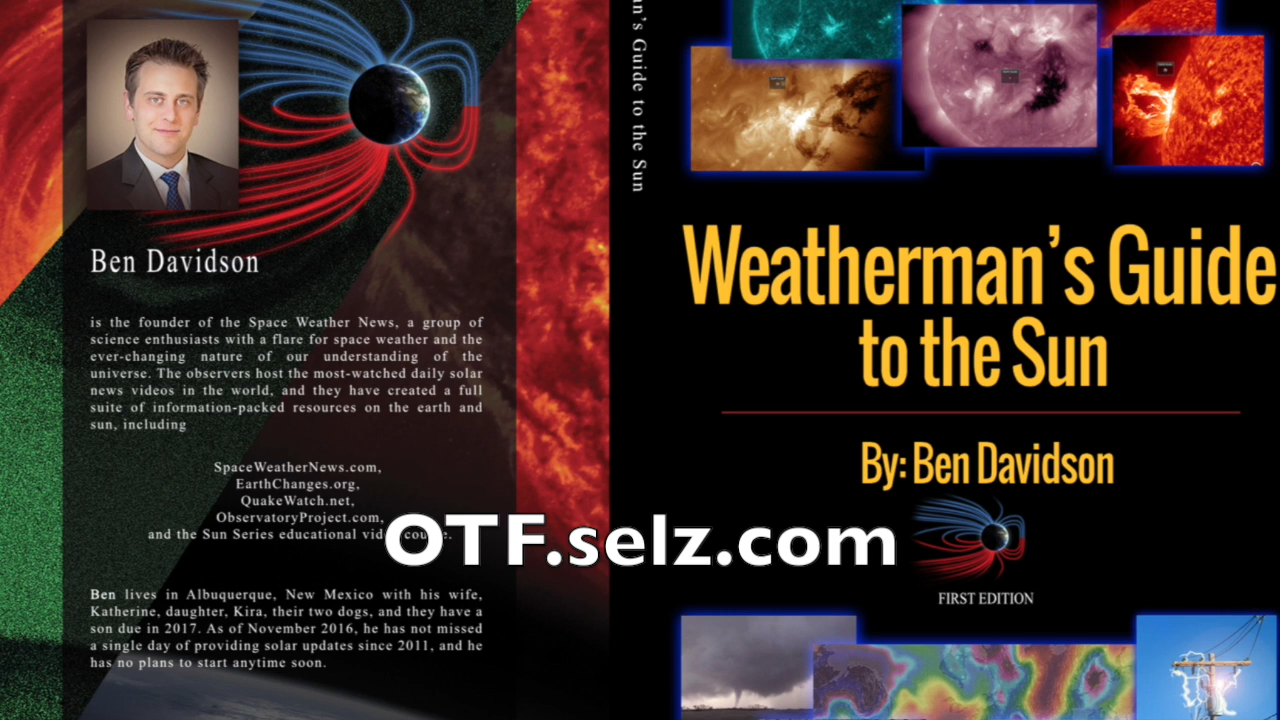 Ben Davidson
is the founder of the Space Weather News, a group of
science enthusiasts with a flare for space weather and the
ever-changing nature of our understanding of the
universe. The observers host the most-watched daily solar
news videos in the world, and they have created a full
suite of information-packed resources on the earth and
sun, including
SpaceWeatherNews.com,
EarthChanges.org,
QuakeWatch.net,
ObservatoryProject.com,
and the Sun Series educational video course.
Ben lives in Albuquerque, New Mexico with his wife,
Katherine, daughter, Kira, their two dogs, and they have a
son due in 2017. As of November 2016, he has not missed
a single day of providing solar updates since 2011, and he
has no plans to start anytime soon.
OTF.selz.com
n's Guide to the Sun
Weatherman's Guide
to the Sun
By: Ben Davidson
FIRST EDITION